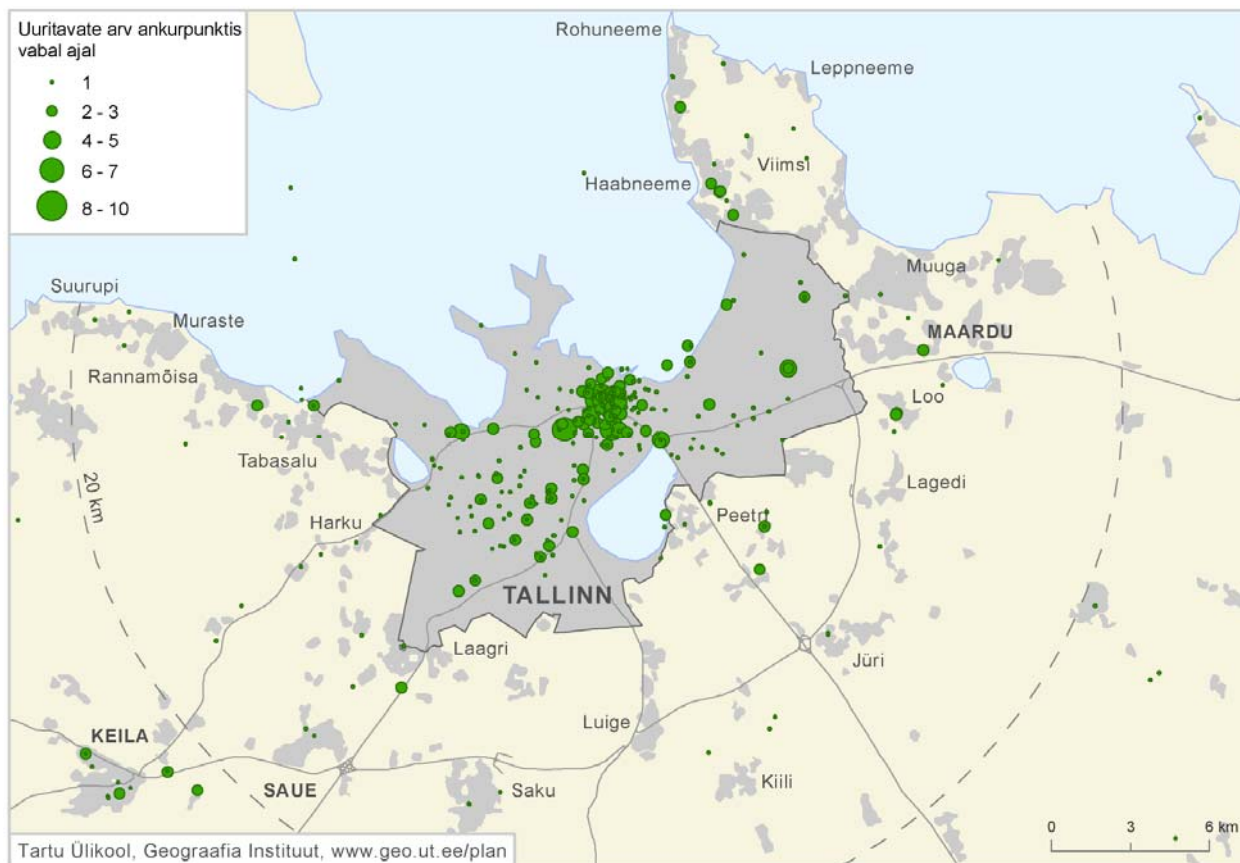 Uuritavate arv ankurpunktis
vabal ajal
1
2 - 3
4 - 5
6 - 7
8 - 10
Rohuneeme
Leppneeme
Viimsi
Haabneeme
Muuga
Suurupi
Muraste
MAARDU
Rannamõisa
Loo
Tabasalu
20 km
Lagedi
Harku
Peetri
TALLINN
Laagri
Jüri
Luige
KEILA
SAUE
Saku
Kiili
0 3 6 km
Tartu Ülikool, Geograafia Instituut, www.geo.ut.ee/plan